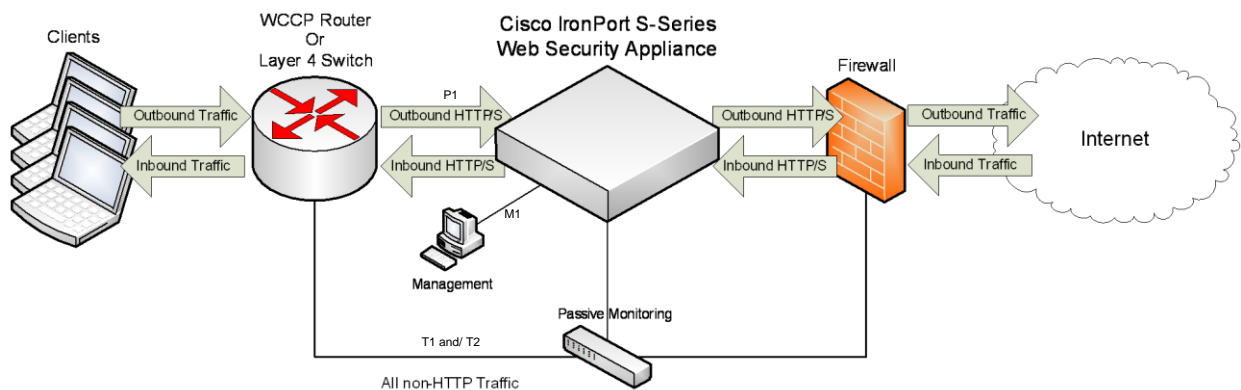 Clients
WCCP Router
Or
Layer 4 Switch
Cisco IronPort S-Series
Web Security Appliance
Firewall
Outbound Traffic
P1
Outbound HTTP/S
Outbound HTTP/S
Outbound Traffic
Internet
Inbound Traffic
Inbound HTTP/S
Inbound HTTP/S
Inbound Traffic
M1
Management
Passive Monitoring
T1 and/ T2
All non-HTTP Traffic